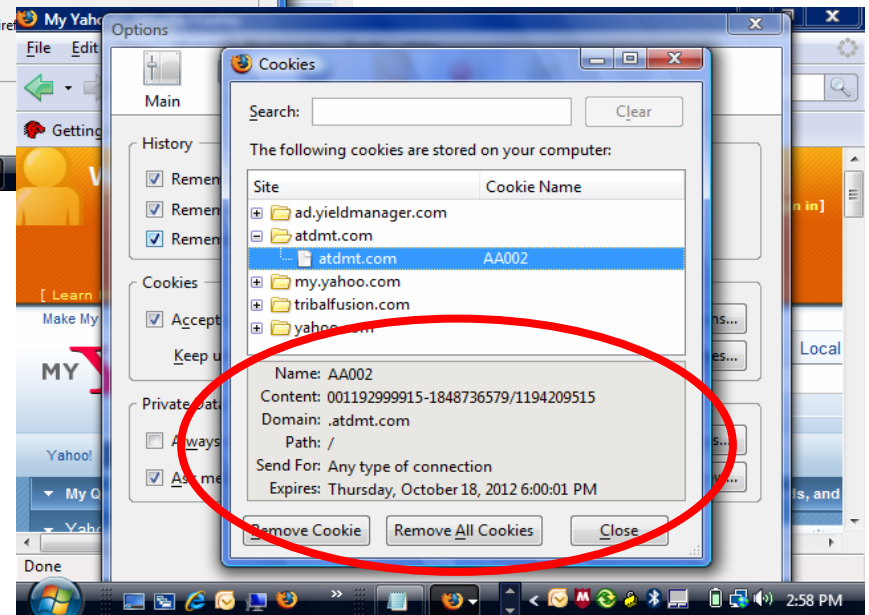 My Yaho
Options
File Edit
Main
Getting
Cookies
Search:
Clear
The following cookies are stored on your computer:
Site Cookie Name
ad.yieldmanager.com
atdmt.com
atdmt.com AA002
my.yahoo.com
tribalfusion.com
yahoo.com
Name: AA002
Content: 001192999915-1848736579/1194209515
Domain: .atdmt.com
Path: /
Send For: Any type of connection
Expires: Thursday, October 18, 2012 6:00:01 PM
Remove Cookie Remove All Cookies Close
History
Remem
Remem
Remem
Cookies
Accept
Keep u
Private Data
Always
Ask me
n in]
[ Learn
Make My
MY Y
Local
Yahoo!
My Q
ls, and
Yaho
Done
2:58 PM